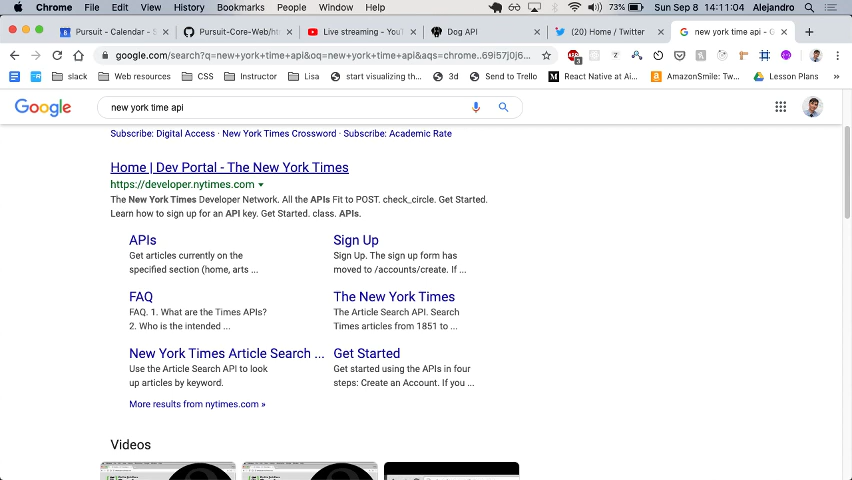 Chrome File Edit View History Bookmarks People Window Help 73% Sun Sep 8 14:11:04 Alejandro
Pursuit - Calendar - S Pursuit-Core-Web/ht Live streaming - You Dog API (20) Home / Twitter new york time api - G
google.com/search?q=new+york+time+api&oq=new+york+time+api&aqs=chrome..69i57j0j6...
slack Web resources CSS Instructor Lisa start visualizing the... 3d Send to Trello React Native at Ai... AmazonSmile: Two... Lesson Plans
Google new york time api
Subscribe: Digital Access · New York Times Crossword · Subscribe: Academic Rate
Home | Dev Portal - The New York Times
https://developer.nytimes.com
The New York Times Developer Network. All the APIs Fit to POST. check_circle. Get Started.
Learn how to sign up for an API key. Get Started. class. APIs.
APIs
Get articles currently on the
specified section (home, arts ...
Sign Up
Sign Up. The sign up form has
moved to /accounts/create. If ...
FAQ
FAQ. 1. What are the Times APIs?
2. Who is the intended ...
The New York Times
The Article Search API. Search
Times articles from 1851 to ...
New York Times Article Search ...
Use the Article Search API to look
up articles by keyword.
Get Started
Get started using the APIs in four
steps: Create an Account. If you ...
More results from nytimes.com »
Videos